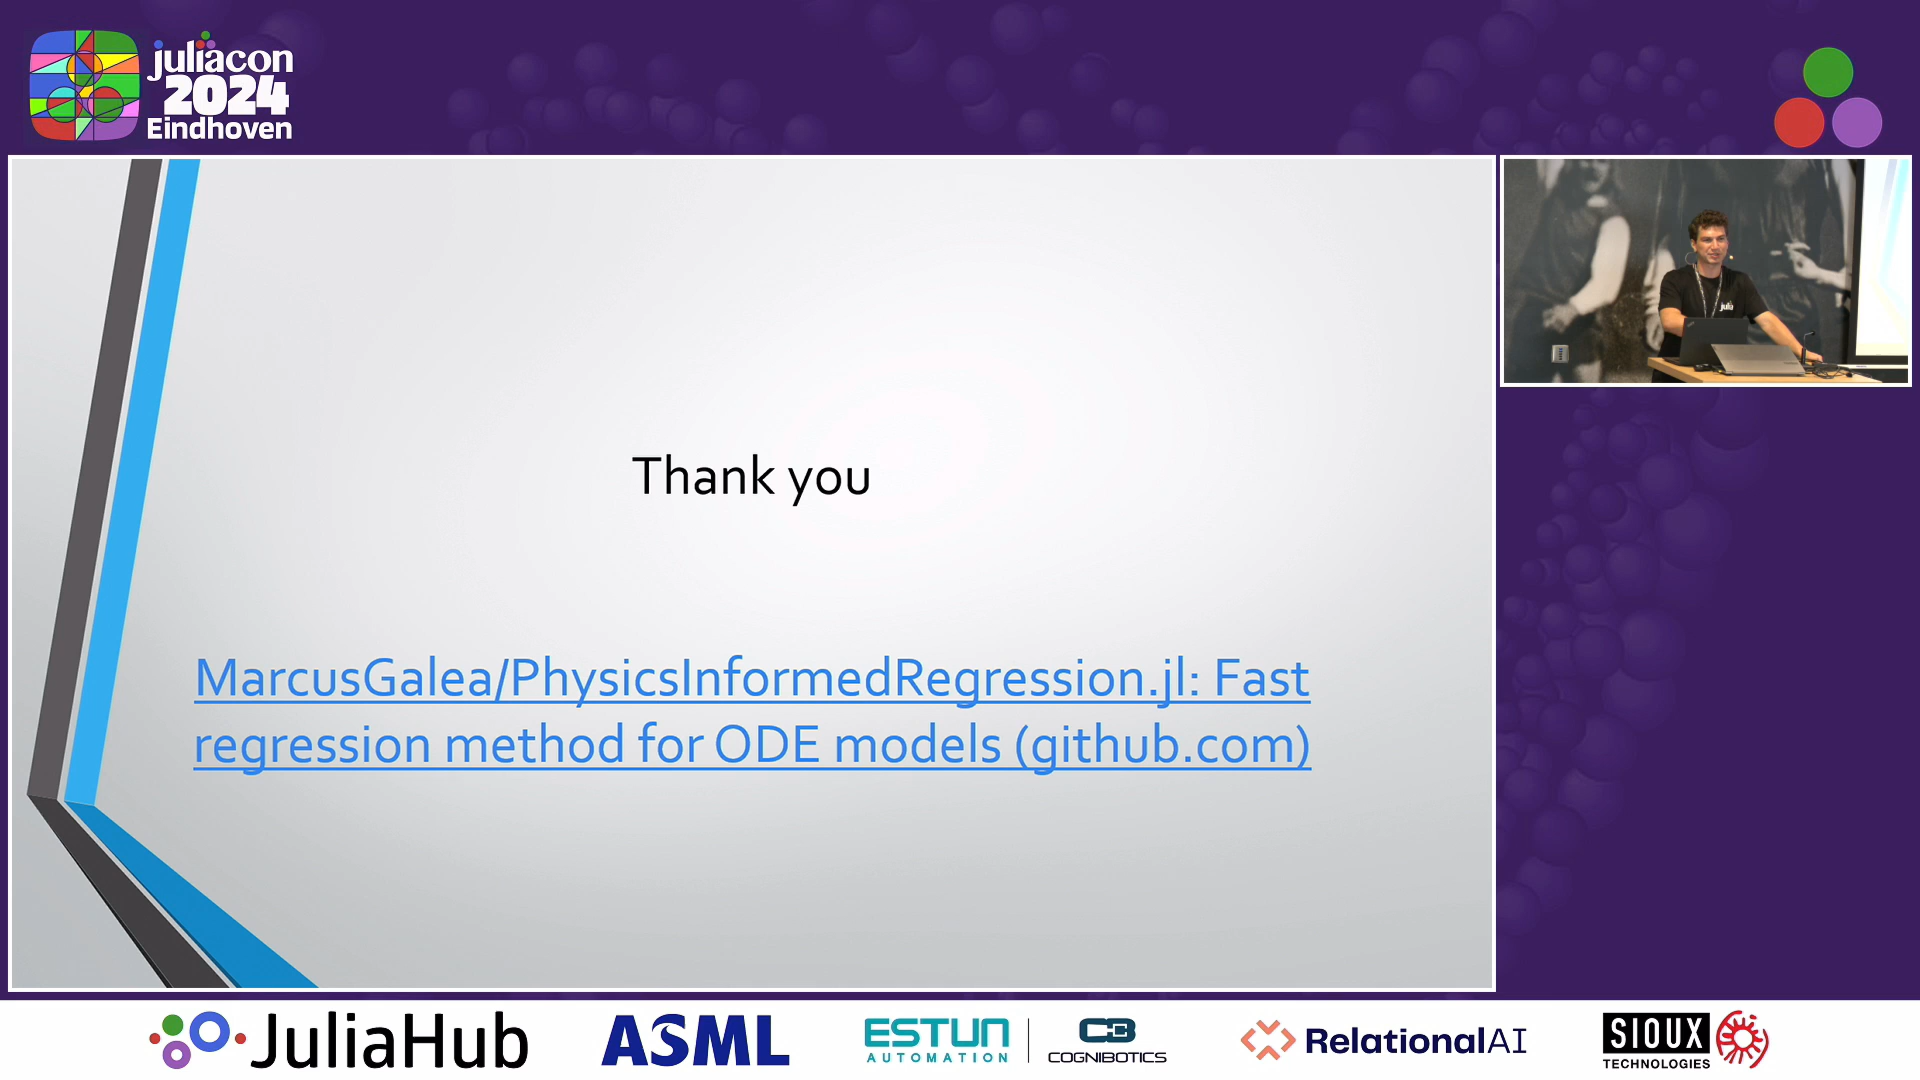 juliacon
2024
Eindhoven
Thank you
MarcusGalea/PhysicsInformedRegression.jl: Fast
regression method for ODE models (github.com)
julia
JuliaHub
ASML
ESTUN
AUTOMATION
COGNIBOTICS
RelationalAI
SIOUX
TECHNOLOGIES